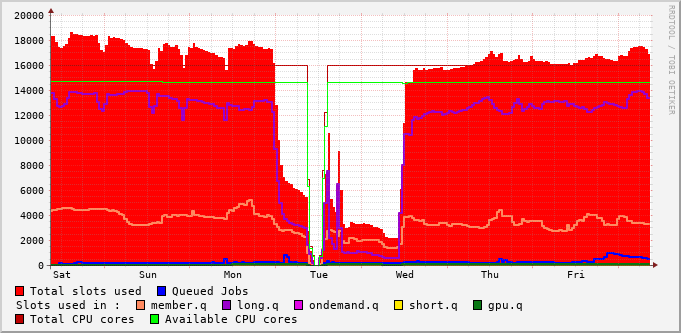 20000
18000
16000
14000
12000
10000
8000
6000
4000
2000
0
Sat Sun Mon Tue Wed Thu Fri
RRDTOOL / TOBI OETIKER
Total slots used Queued Jobs
Slots used in : member.q long.q ondemand.q short.q gpu.q
Total CPU cores Available CPU cores